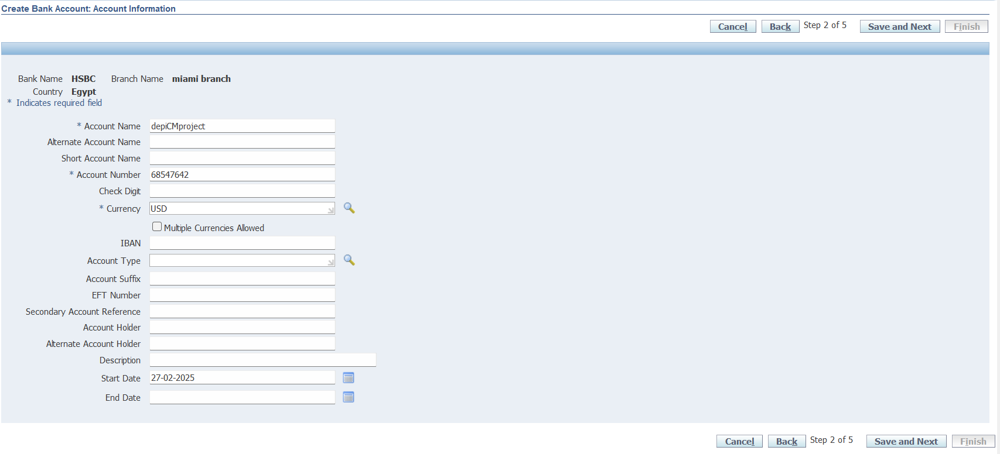 Create Bank Account: Account Information
Cancel Back Step 2 of 5 Save and Next Finish
Bank Name HSBC Branch Name miami branch
Country Egypt
* Indicates required field
* Account Name depiCMproject
Alternate Account Name
Short Account Name
* Account Number 68547642
Check Digit
* Currency USD
Multiple Currencies Allowed
IBAN
Account Type
Account Suffix
EFT Number
Secondary Account Reference
Account Holder
Alternate Account Holder
Description
Start Date 27-02-2025
End Date
Cancel Back Step 2 of 5 Save and Next Finish